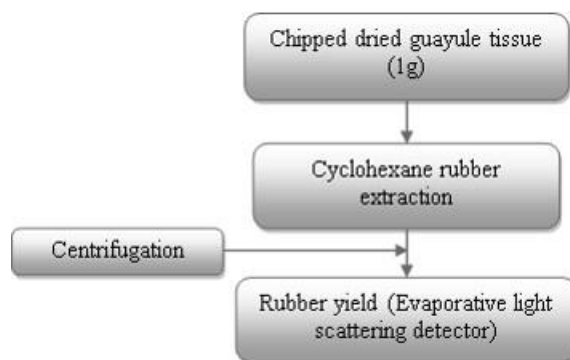 Chipped dried guayule tissue
(1g)
Cyclohexane rubber
extraction
Centrifugation
Rubber yield (Evaporative light
scattering detector)